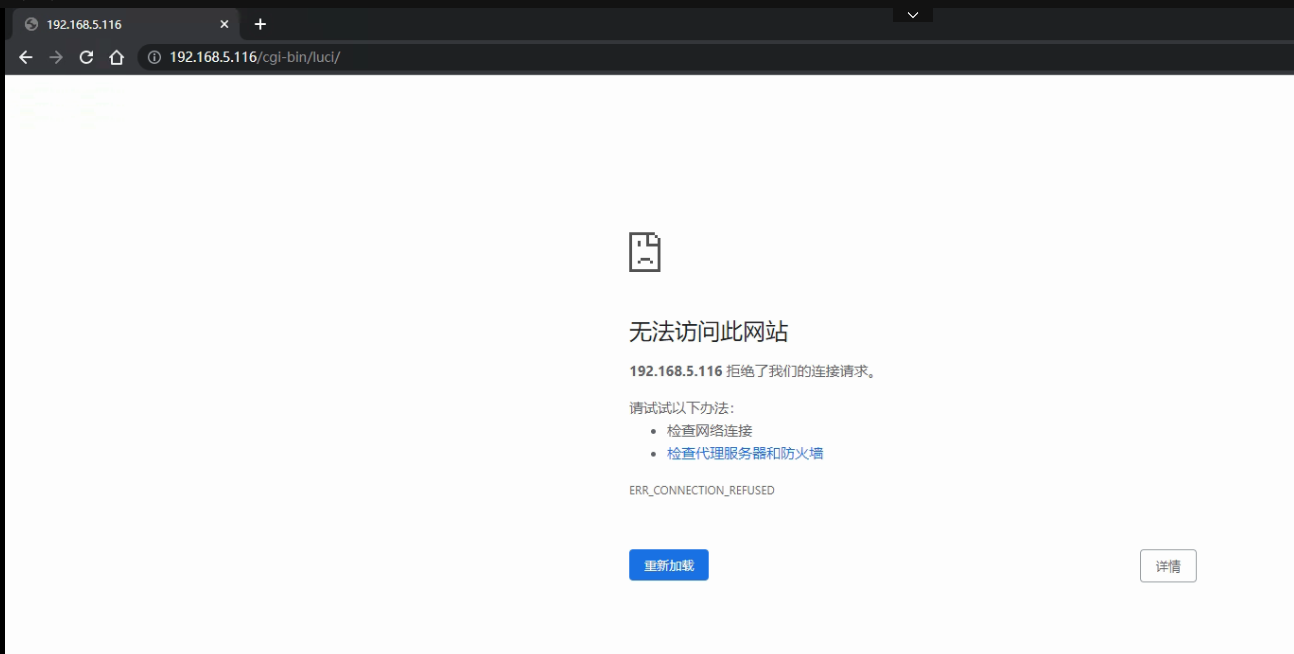 192.168.5.116
192.168.5.116/cgi-bin/luci/
无法访问此网站
192.168.5.116 拒绝了我们的连接请求。
请试试以下办法：
检查网络连接
检查代理服务器和防火墙
ERR_CONNECTION_REFUSED
重新加载
详情